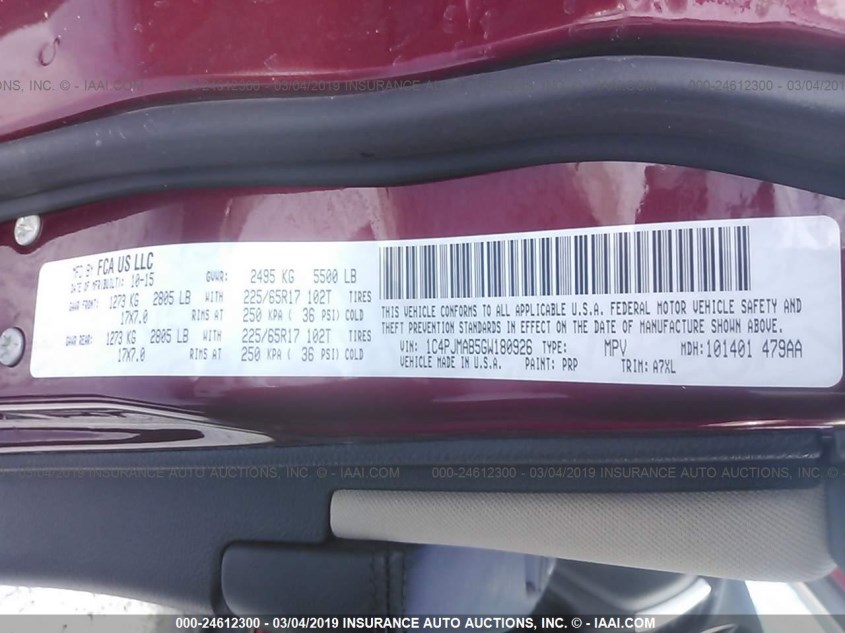 INC. - IAAI.COM 000-24612300 - 03/04/2019 INSURANCE AUTO AUCTIONS, INC. - IAAI.COM 000-24612300 - 03/04/2019
MFD BY FCA US LLC
DATE OF MFR(BUILT): 10-15
GVWR: 2495 KG 5500 LB
GAWR FRONT: 1273 KG 2805 LB WITH 225/65R17 102T TIRES
17X7.0 RIMS AT 250 KPA ( 36 PSI) COLD
GAWR REAR: 1273 KG 2805 LB WITH 225/65R17 102T TIRES
17X7.0 RIMS AT 250 KPA ( 36 PSI) COLD
THIS VEHICLE CONFORMS TO ALL APPLICABLE U.S.A. FEDERAL MOTOR VEHICLE SAFETY AND
THEFT PREVENTION STANDARDS IN EFFECT ON THE DATE OF MANUFACTURE SHOWN ABOVE.
VIN: 1C4PJMAB5GW180926 TYPE: MPV MDH: 101401 479AA
VEHICLE MADE IN U.S.A. PAINT: PRP TRIM: A7XL
AUCTIONS, INC. - IAAI.COM 000-24612300 - 03/04/2019 INSURANCE AUTO AUCTIONS, INC. - IAAI.COM
000-24612300 - 03/04/2019 INSURANCE AUTO AUCTIONS, INC. - IAAI.COM